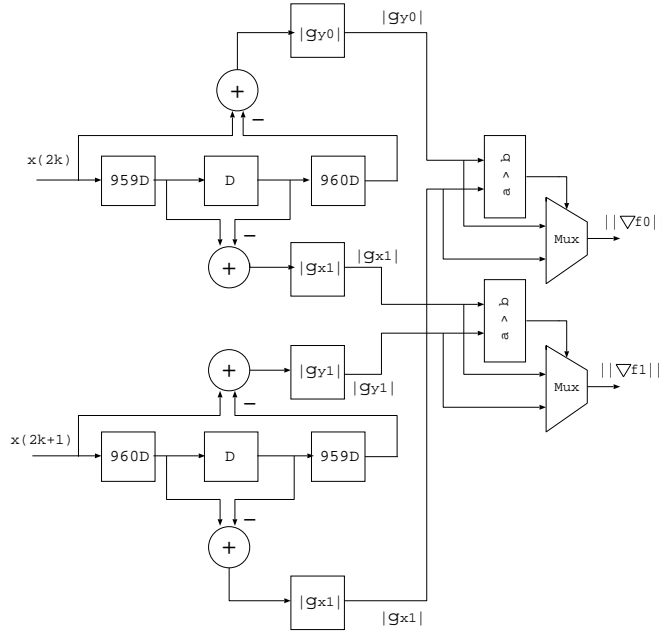 |gy0|
|gy0|
+
−
x(2k)
959D
D
960D
a > b
−
Mux
||▽f0|
+
|gx1|
|gx1|
a > b
+
|gy1|
|gy1|
−
Mux
||▽f1||
x(2k+1)
960D
D
959D
−
+
|gx1|
|gx1|